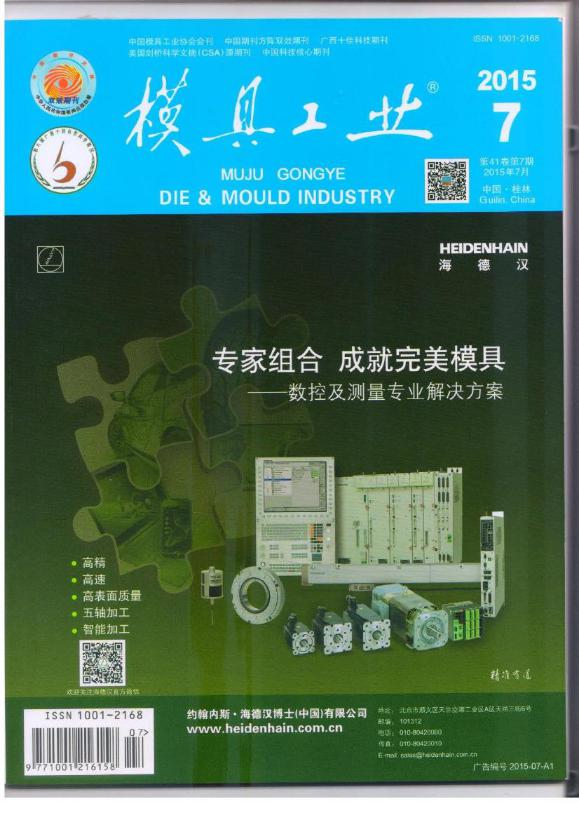 中国模具工业协会会刊 中国期刊方阵双效期刊 广西十佳科技期刊
美国剑桥科学文摘(CSA)源期刊 中国科技核心期刊
ISSN 1001-2168
双效期刊
模具工业®
2015
7
第41卷第7期
2015年7月
中国·桂林
Guilin, China
MUJU GONGYE
DIE & MOULD INDUSTRY
HEIDENHAIN
海德汉
专家组合 成就完美模具
——数控及测量专业解决方案
• 高精
• 高速
• 高表面质量
• 五轴加工
• 智能加工
欢迎关注海德汉官方微信
精准专道
ISSN 1001-2168
07>
9 771001 216158
约翰内斯·海德汉博士(中国)有限公司
www.heidenhain.com.cn
地址: 北京市顺义区天竺空港工业区A区天纬三街6号
邮编: 101312
电话: 010-80420000
传真: 010-80420010
E-mail: sales@heidenhain.com.cn
广告编号 2015-07-A1